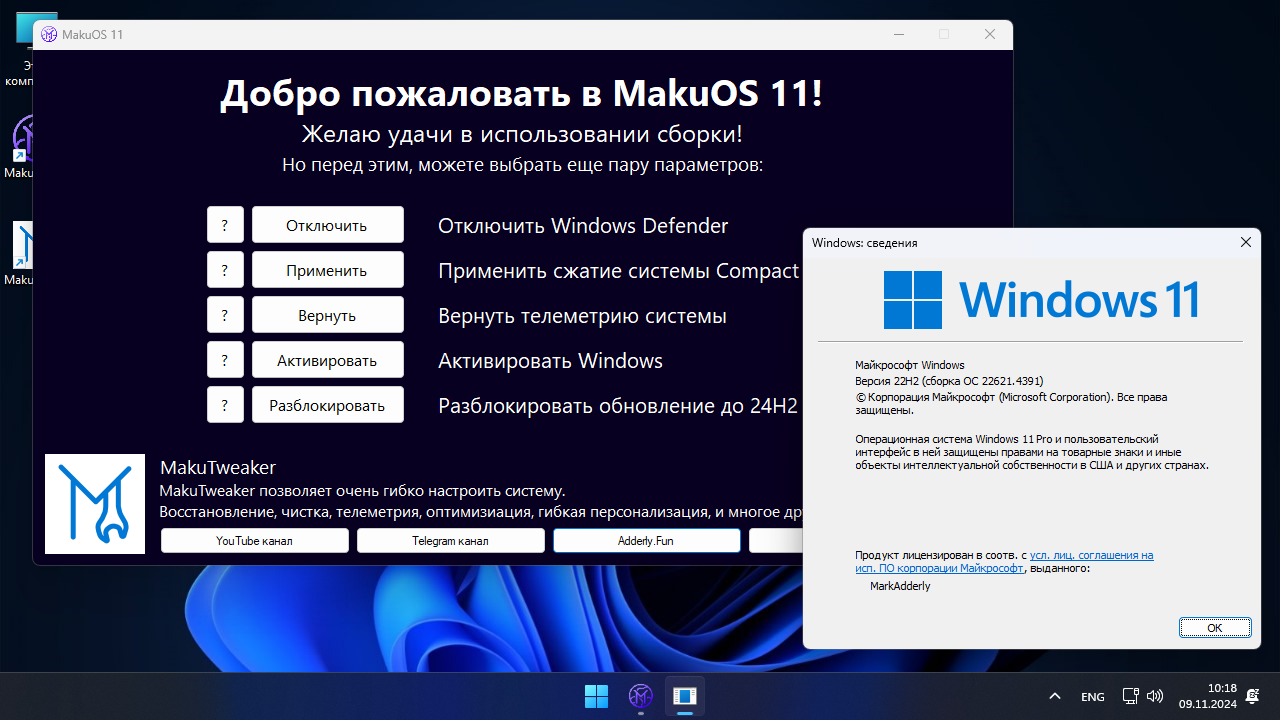 Эт
комп
Maku
Maku
MakuOS 11
Добро пожаловать в MakuOS 11!
Желаю удачи в использовании сборки!
Но перед этим, можете выбрать еще пару параметров:
? Отключить Отключить Windows Defender
? Применить Применить сжатие системы Compact
? Вернуть Вернуть телеметрию системы
? Активировать Активировать Windows
? Разблокировать Разблокировать обновление до 24H2
MakuTweaker
MakuTweaker позволяет очень гибко настроить систему.
Восстановление, чистка, телеметрия, оптимизиация, гибкая персонализация, и многое дру
YouTube канал Telegram канал Adderly.Fun
Windows: сведения
Windows 11
Майкрософт Windows
Версия 22H2 (сборка ОС 22621.4391)
© Корпорация Майкрософт (Microsoft Corporation). Все права
защищены.
Операционная система Windows 11 Pro и пользовательский
интерфейс в ней защищены правами на товарные знаки и иные
объекты интеллектуальной собственности в США и других странах.
Продукт лицензирован в соотв. с усл. лиц. соглашения на
исп. ПО корпорации Майкрософт, выданного:
MarkAdderly
ОК
ENG
10:18
09.11.2024